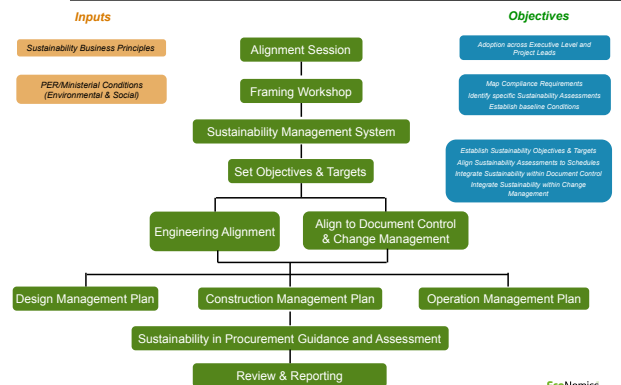 Inputs
Objectives
Sustainability Business Principles
Alignment Session
Adoption across Executive Level and
Project Leads
PER/Ministerial Conditions
(Environmental & Social)
Framing Workshop
Map Compliance Requirements
Identify specific Sustainability Assessments
Establish baseline Conditions
Sustainability Management System
Set Objectives & Targets
Establish Sustainability Objectives & Targets
Align Sustainability Assessments to Schedules
Integrate Sustainability within Document Control
Integrate Sustainability within Change
Management
Engineering Alignment
Align to Document Control
& Change Management
Design Management Plan
Construction Management Plan
Operation Management Plan
Sustainability in Procurement Guidance and Assessment
Review & Reporting
EcoNomics